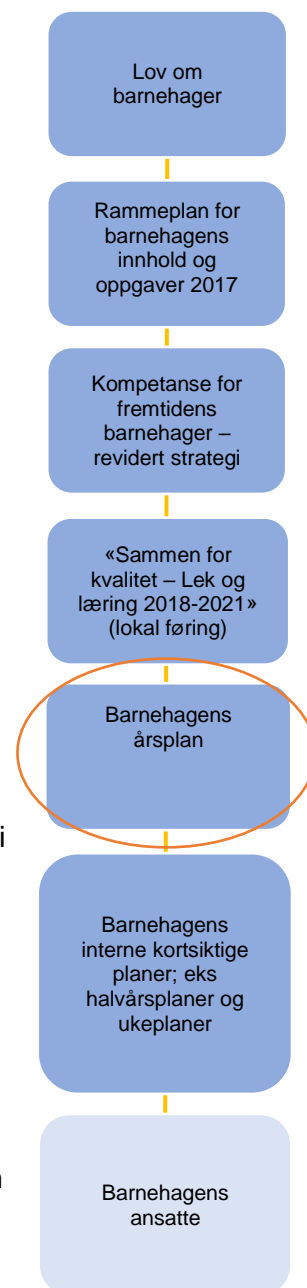 Lov om
barnehager
Rammeplan for
barnehagens
innhold og
oppgaver 2017
Kompetanse for
fremtidens
barnehager –
revidert strategi
«Sammen for
kvalitet – Lek og
læring 2018-2021»
(lokal føring)
Barnehagens
årsplan
i
Barnehagens
interne kortsiktige
planer; eks
halvårsplaner og
ukeplaner
Barnehagens
ansatte